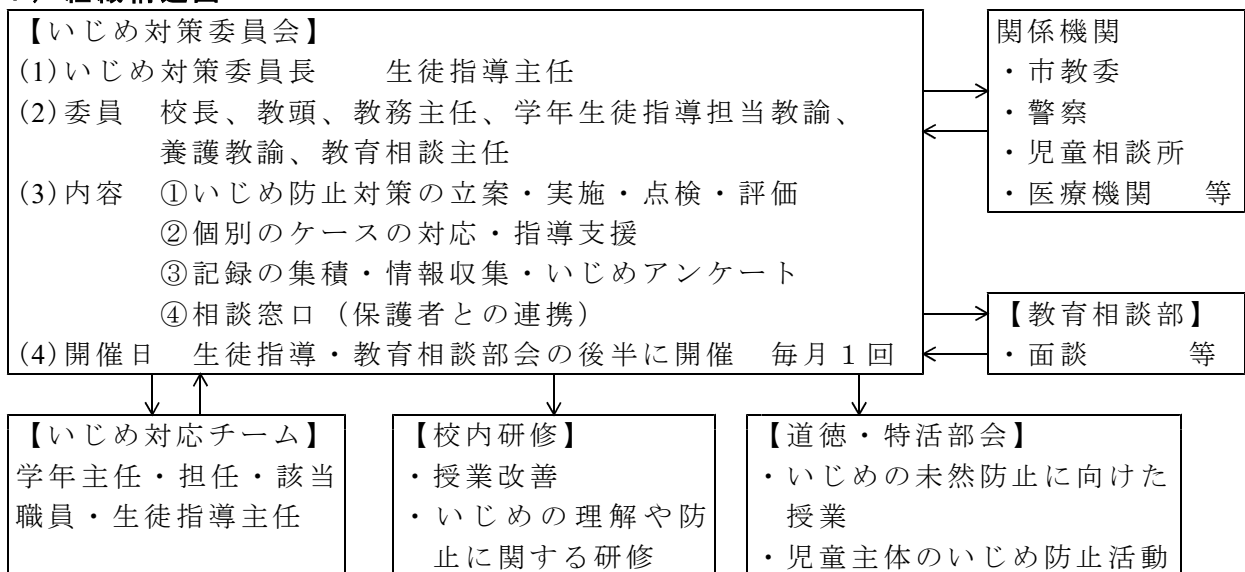 【いじめ対策委員会】
(1)いじめ対策委員長　　生徒指導主任
(2)委員　校長、教頭、教務主任、学年生徒指導担当教諭、
養護教諭、教育相談主任
(3)内容　①いじめ防止対策の立案・実施・点検・評価
②個別のケースの対応・指導支援
③記録の集積・情報収集・いじめアンケート
④相談窓口（保護者との連携）
(4)開催日　生徒指導・教育相談部会の後半に開催　毎月１回
関係機関
・市教委
・警察
・児童相談所
・医療機関　等
【教育相談部】
・面談　　　等
【いじめ対応チーム】
学年主任・担任・該当
職員・生徒指導主任
【校内研修】
・授業改善
・いじめの理解や防
止に関する研修
【道徳・特活部会】
・いじめの未然防止に向けた
授業
・児童主体のいじめ防止活動